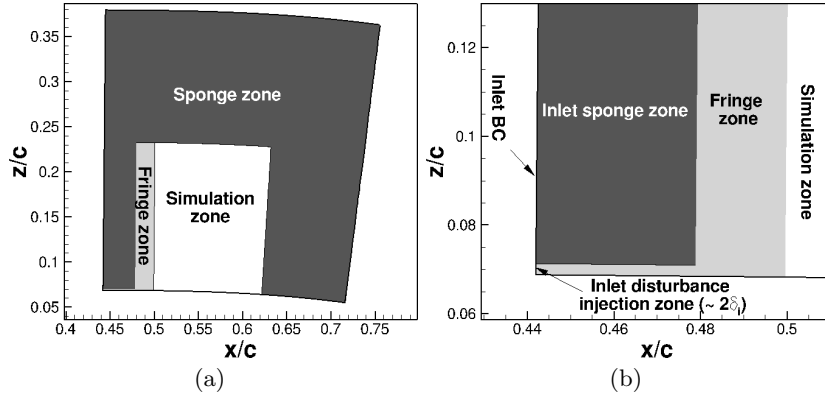 0.35
0.3
0.25
0.2
0.15
0.1
0.05
z/c
Sponge zone
Fringe zone
Simulation
zone
0.4 0.45 0.5 0.55 0.6 0.65 0.7 0.75
x/c
(a)
0.12
0.1
0.08
0.06
z/c
Inlet BC
Inlet sponge zone
Fringe
zone
Simulation zone
Inlet disturbance
injection zone (~ 2δᵢ)
0.44 0.46 0.48 0.5
x/c
(b)